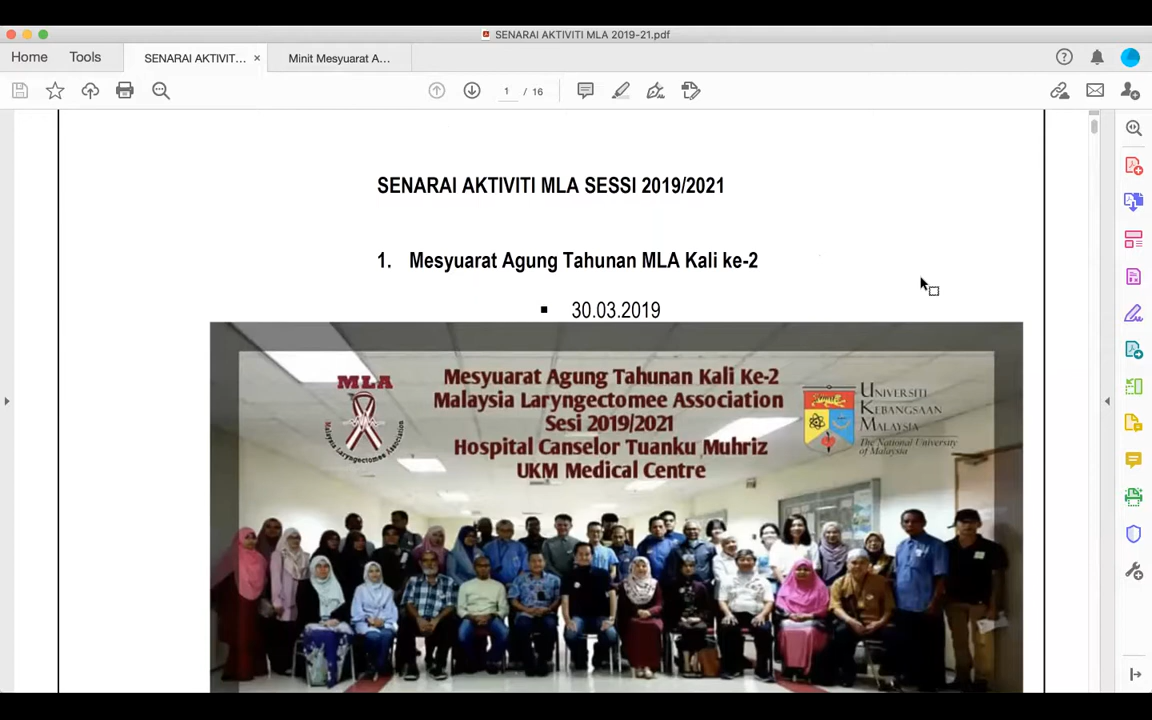 SENARAI AKTIVITI MLA 2019-21.pdf
Home Tools SENARAI AKTIVIT... × Minit Mesyuarat A...
1 / 16
SENARAI AKTIVITI MLA SESSI 2019/2021
1. Mesyuarat Agung Tahunan MLA Kali ke-2
▪ 30.03.2019
MLA
Malaysia Laryngectomee Association
Mesyuarat Agung Tahunan Kali Ke-2
Malaysia Laryngectomee Association
Sesi 2019/2021
Hospital Canselor Tuanku Muhriz
UKM Medical Centre
UNIVERSITI
KEBANGSAAN
MALAYSIA
The National University
of Malaysia